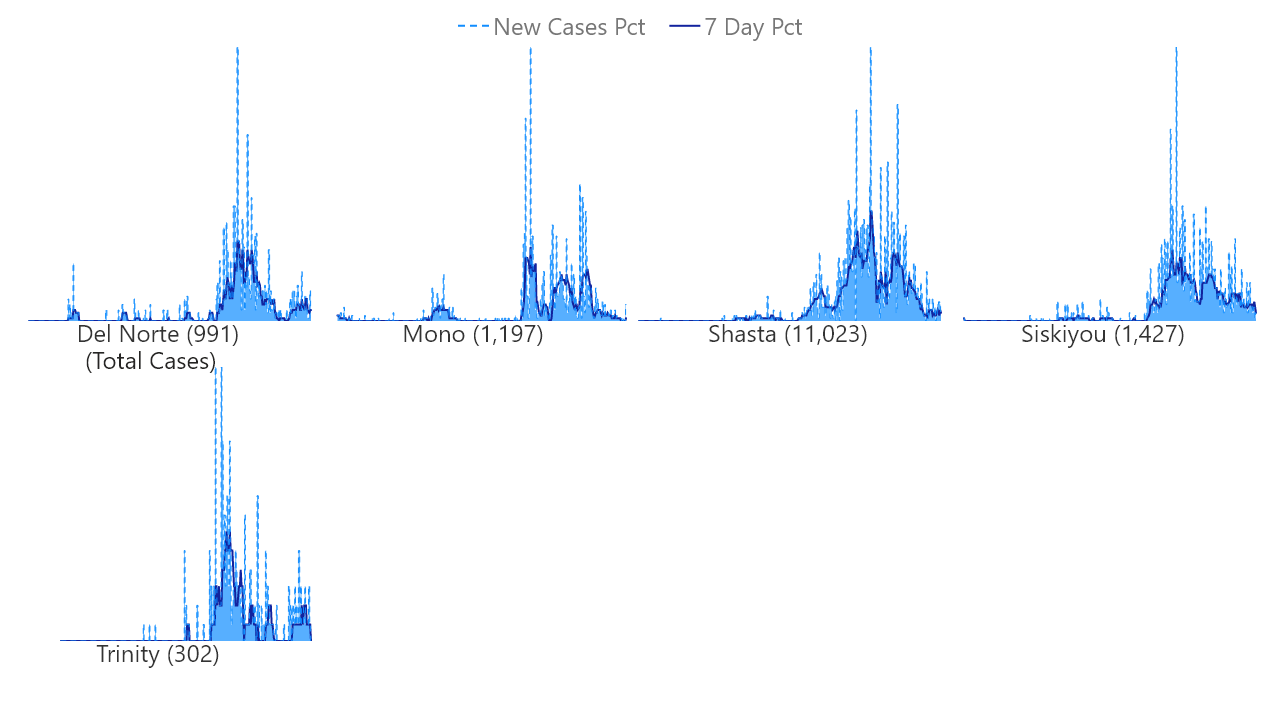 New Cases Pct 7 Day Pct
Del Norte (991)
(Total Cases)
Mono (1,197)
Shasta (11,023)
Siskiyou (1,427)
Trinity (302)